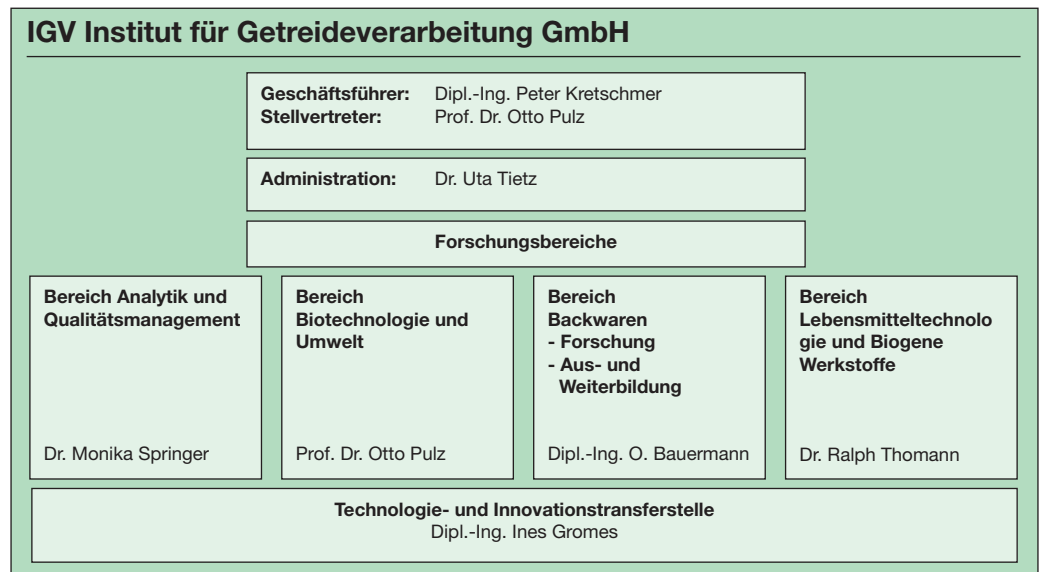 IGV Institut für Getreideverarbeitung GmbH
Geschäftsführer: Dipl.-Ing. Peter Kretschmer
Stellvertreter: Prof. Dr. Otto Pulz
Administration: Dr. Uta Tietz
Forschungsbereiche
Bereich Analytik und
Qualitätsmanagement
Dr. Monika Springer
Bereich
Biotechnologie und
Umwelt
Prof. Dr. Otto Pulz
Bereich
Backwaren
- Forschung
- Aus- und
Weiterbildung
Dipl.-Ing. O. Bauermann
Bereich
Lebensmitteltechnolo
gie und Biogene
Werkstoffe
Dr. Ralph Thomann
Technologie- und Innovationstransferstelle
Dipl.-Ing. Ines Gromes